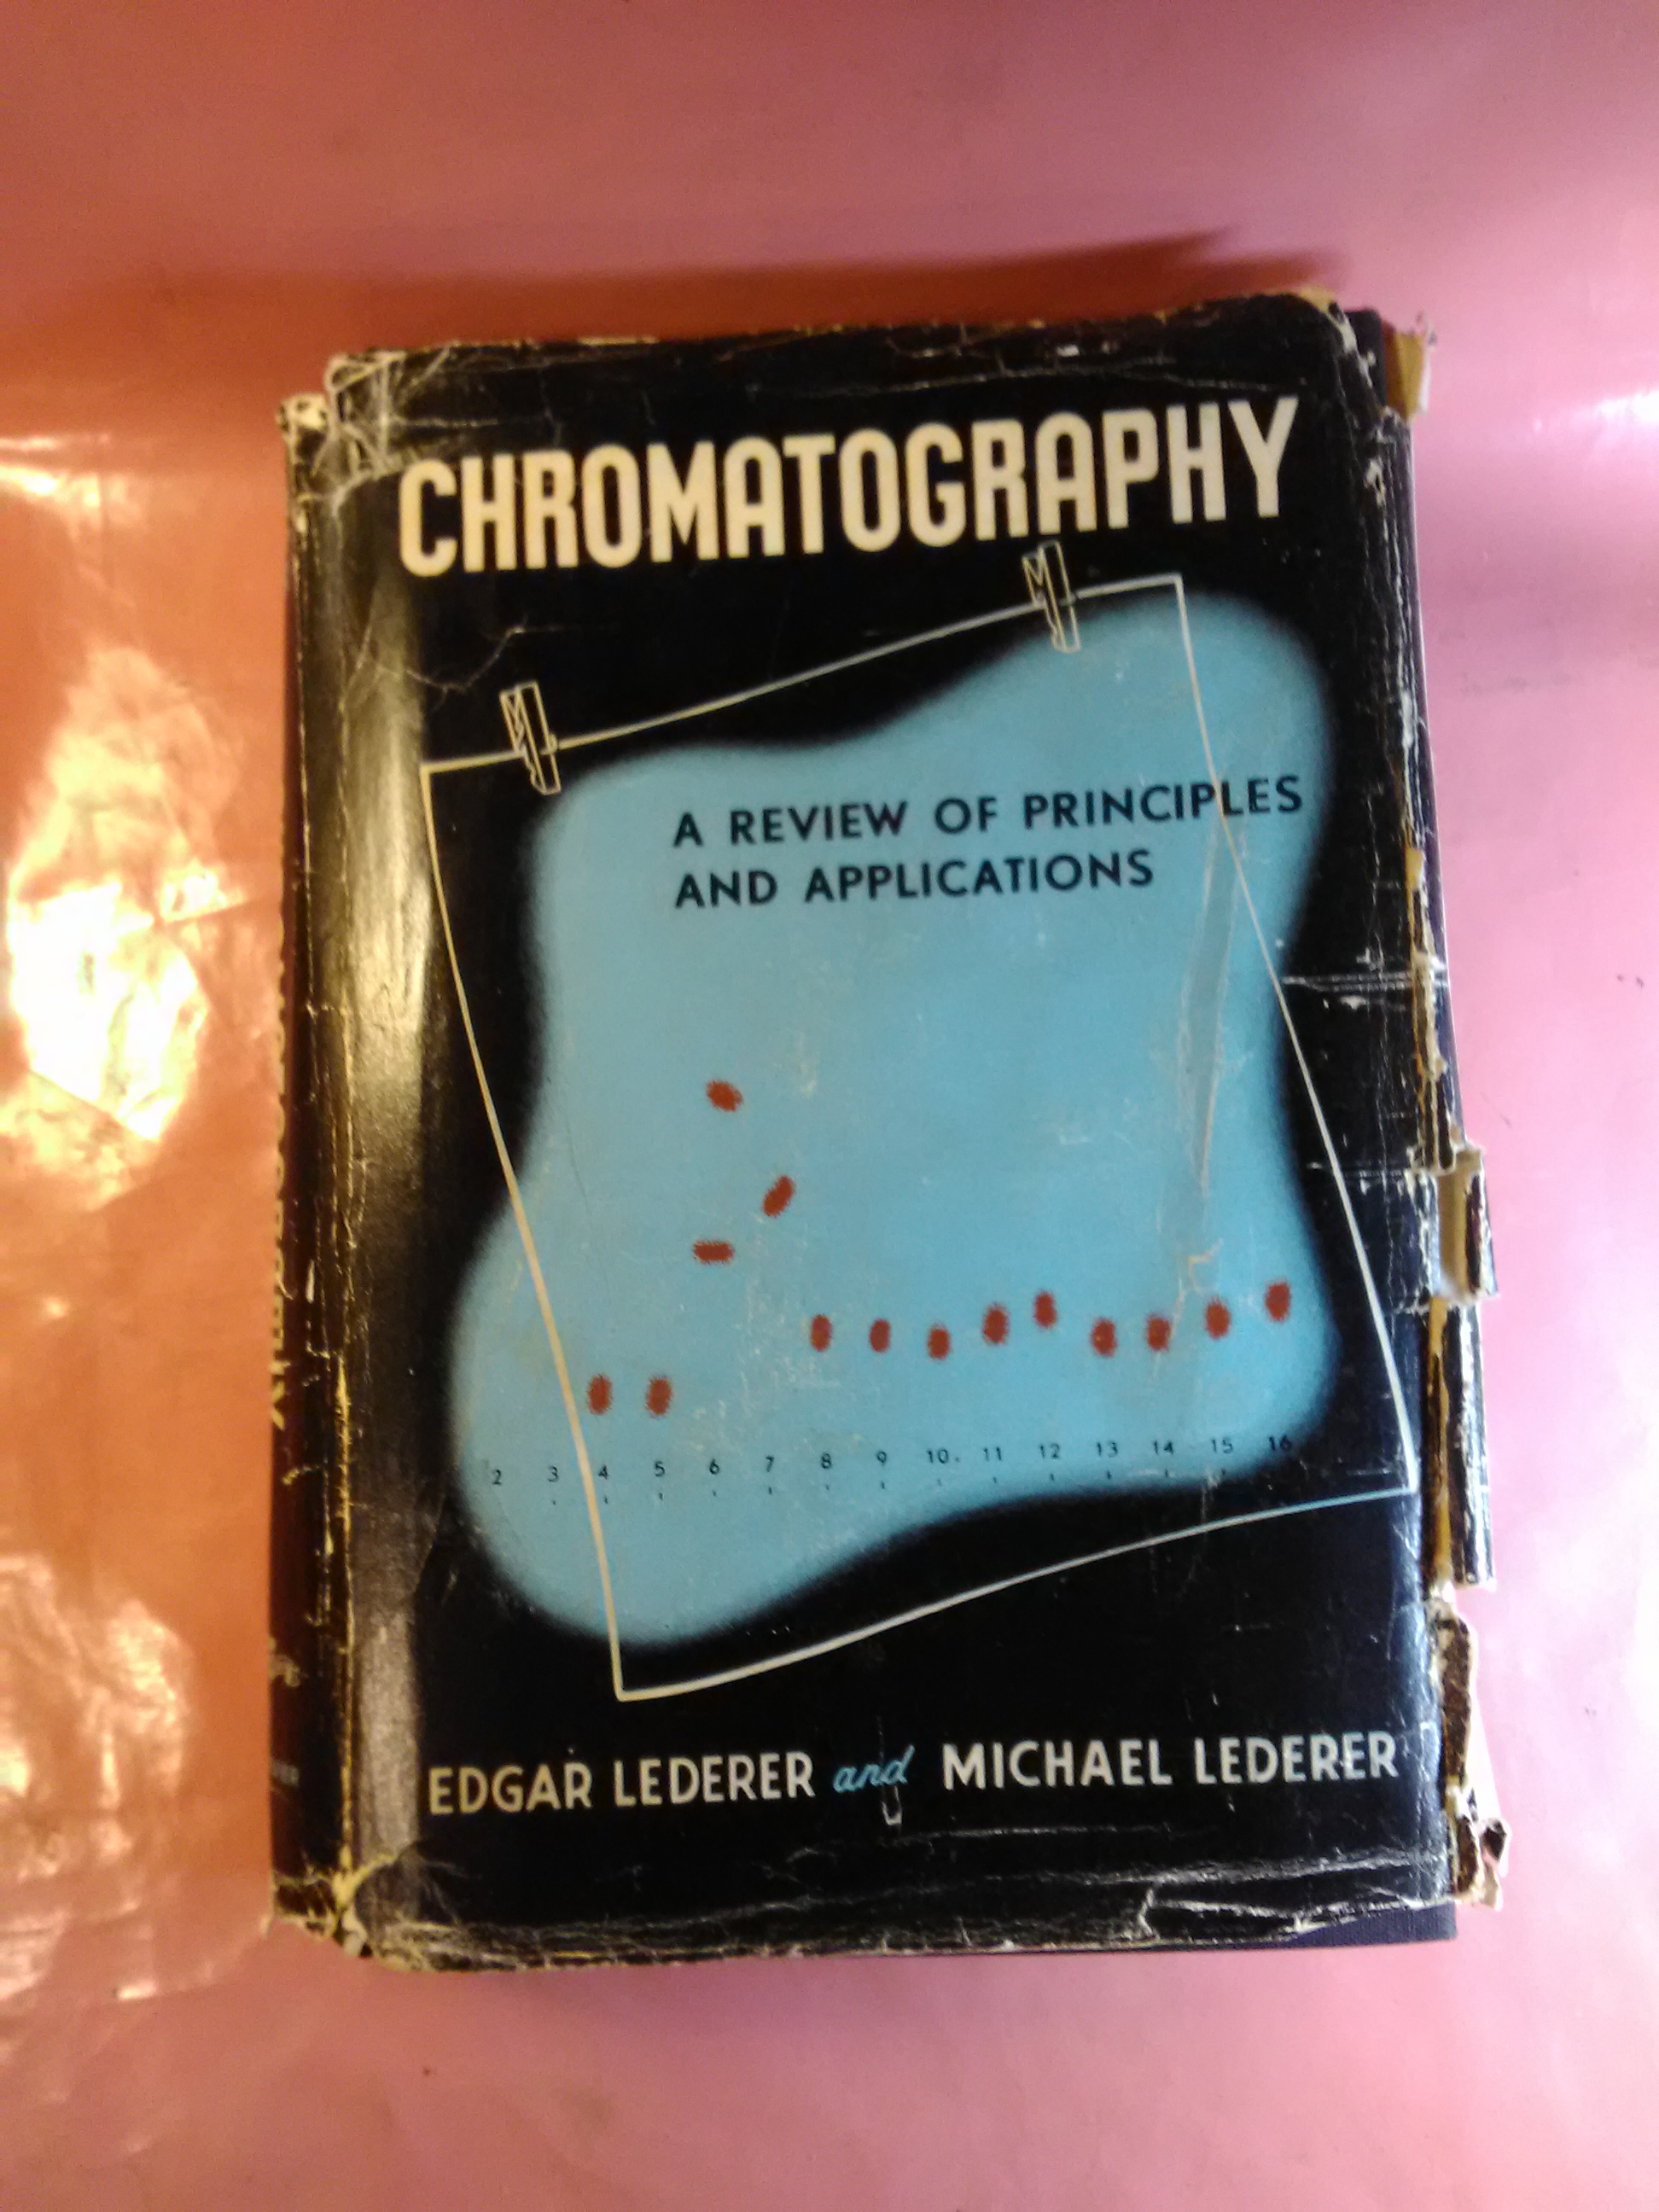 CHROMATOGRAPHY
A REVIEW OF PRINCIPLES
AND APPLICATIONS
2 3 4 5 6 7 8 9 10. 11 12 13 14 15 16
EDGAR LEDERER and MICHAEL LEDERER